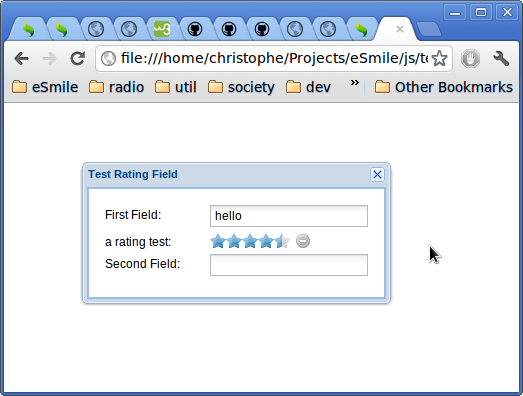 file:///home/christophe/Projects/eSmile/js/te
eSmile radio util society dev » Other Bookmarks
Test Rating Field
First Field: hello
a rating test:
Second Field: